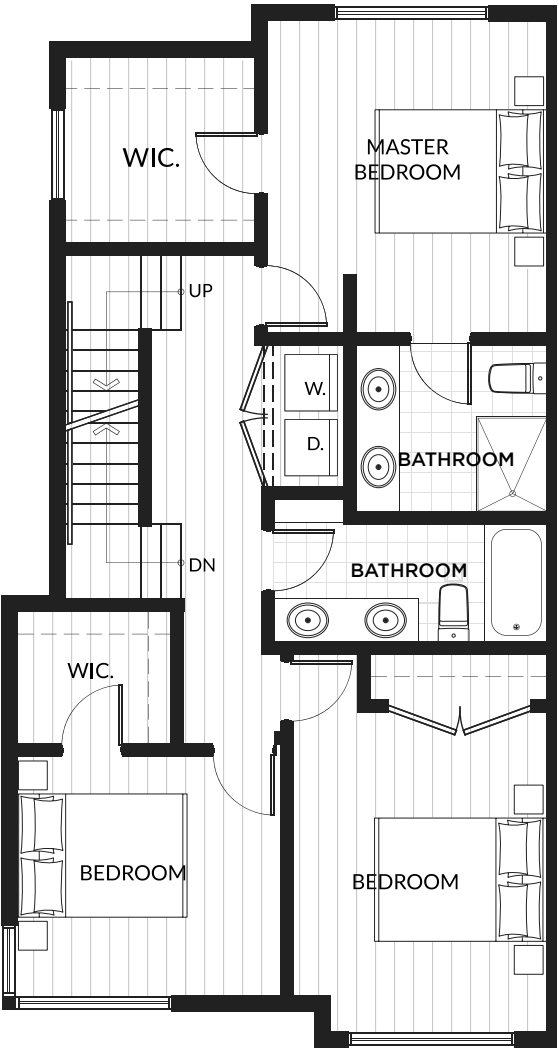 WIC.
MASTER
BEDROOM
UP
W.
D.
BATHROOM
DN
BATHROOM
WIC.
BEDROOM
BEDROOM